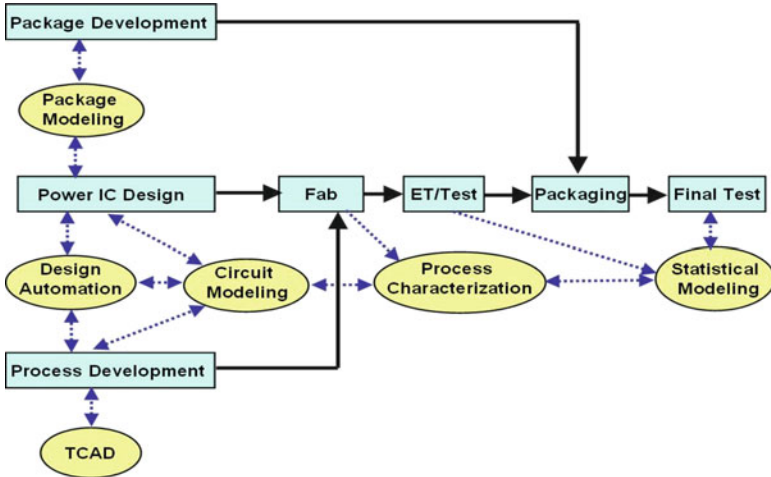 Package Development
Package
Modeling
Power IC Design
Fab
ET/Test
Packaging
Final Test
Design
Automation
Circuit
Modeling
Process
Characterization
Statistical
Modeling
Process Development
TCAD